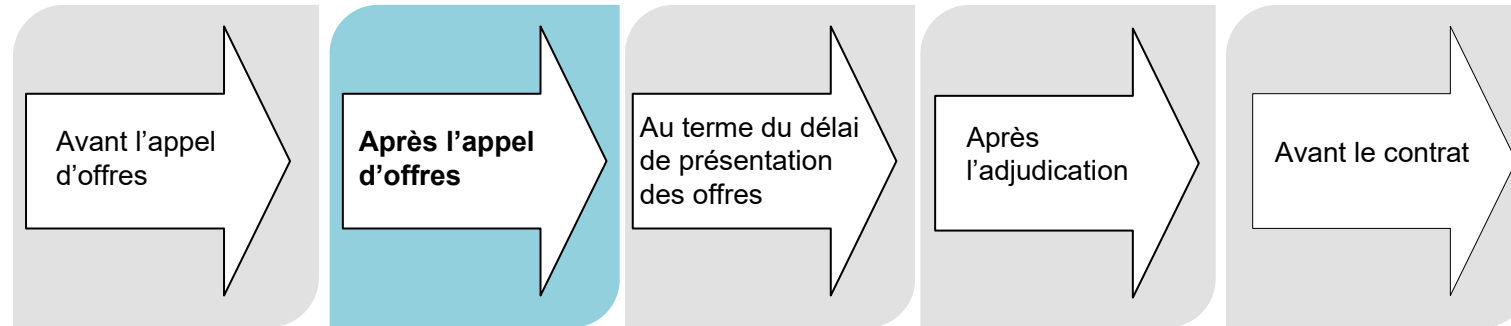 Avant l’appel
d’offres
Après l’appel
d’offres
Au terme du délai
de présentation
des offres
Après
l’adjudication
Avant le contrat